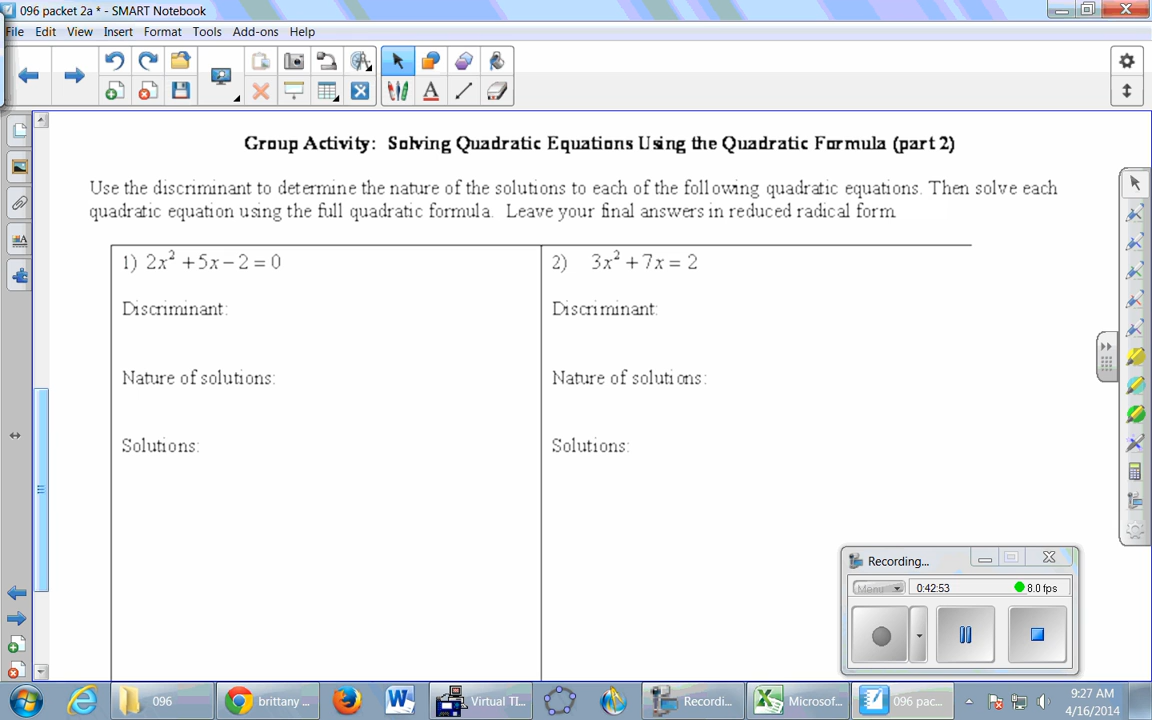 096 packet 2a * - SMART Notebook
File Edit View Insert Format Tools Add-ons Help
Group Activity: Solving Quadratic Equations Using the Quadratic Formula (part 2)
Use the discriminant to determine the nature of the solutions to each of the following quadratic equations. Then solve each
quadratic equation using the full quadratic formula. Leave your final answers in reduced radical form
1) 2x² +5x−2=0
Discriminant:
Nature of solutions:
Solutions:
2) 3x² +7x = 2
Discriminant:
Nature of solutions:
Solutions:
Recording...
Menu
0:42:53
8.0 fps
096
brittany ...
Virtual TI...
Recordi...
Microsof...
096 pac...
9:27 AM
4/16/2014